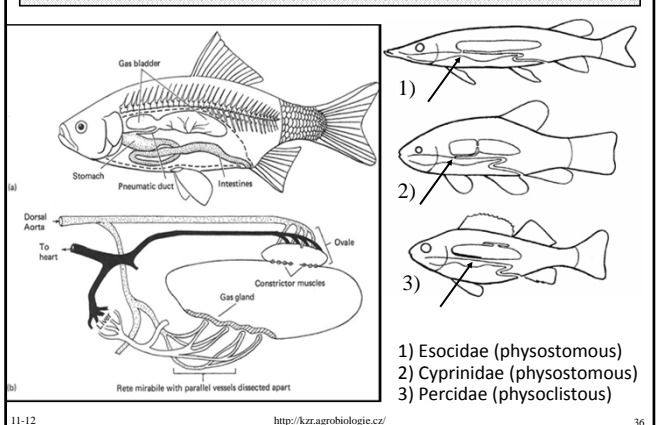 Gas bladder
Stomach
Pneumatic duct
Intestines
(a)
Dorsal
Aorta
To
heart
Ovale
Constrictor muscles
Gas gland
Liver
(b)
Rete mirabile with parallel vessels dissected apart
1)
2)
3)
1) Esocidae (physostomous)
2) Cyprinidae (physostomous)
3) Percidae (physoclistous)
11-12
http://kzr.agrobiologie.cz/
36